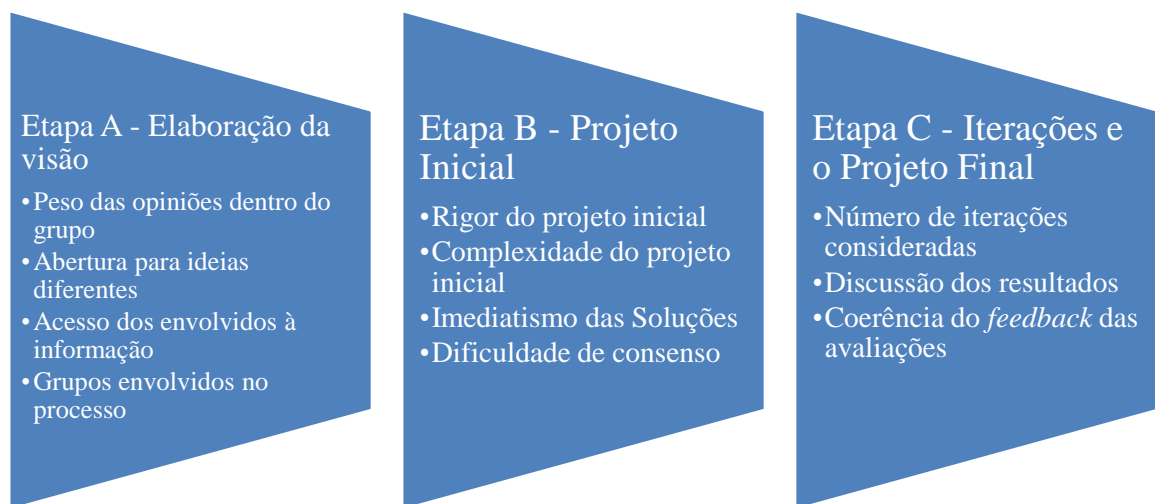 Etapa A - Elaboração da
visão
•Peso das opiniões dentro do
grupo
•Abertura para ideias
diferentes
•Acesso dos envolvidos à
informação
•Grupos envolvidos no
processo
Etapa B - Projeto
Inicial
•Rigor do projeto inicial
•Complexidade do projeto
inicial
•Imediatismo das Soluções
•Dificuldade de consenso
Etapa C - Iterações e
o Projeto Final
•Número de iterações
consideradas
•Discussão dos resultados
•Coerência do feedback das
avaliações